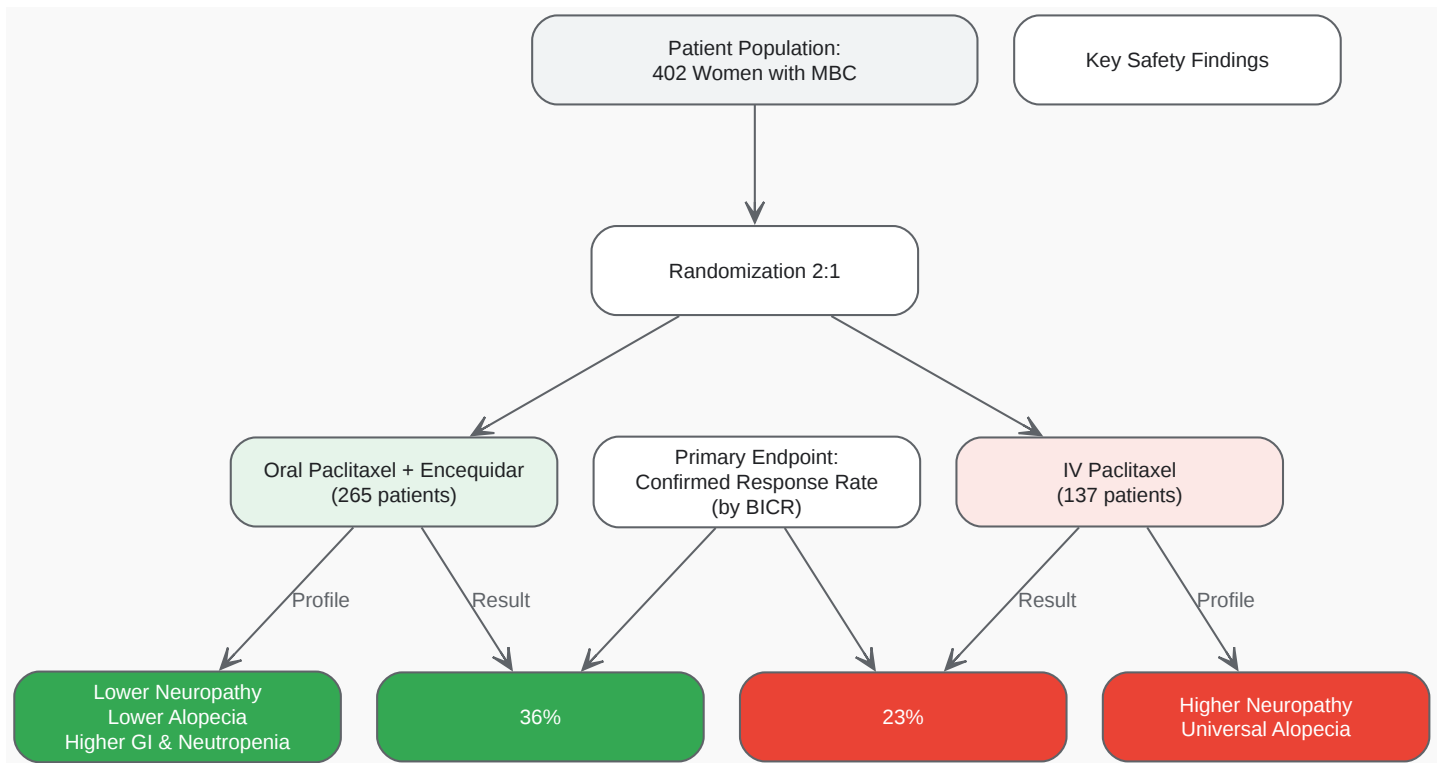 Patient Population:
402 Women with MBC
Key Safety Findings
Randomization 2:1
Oral Paclitaxel + Encequidar
(265 patients)
Primary Endpoint:
Confirmed Response Rate
(by BICR)
IV Paclitaxel
(137 patients)
Profile
Result
Result
Profile
Lower Neuropathy
Lower Alopecia
Higher GI & Neutropenia
36%
23%
Higher Neuropathy
Universal Alopecia